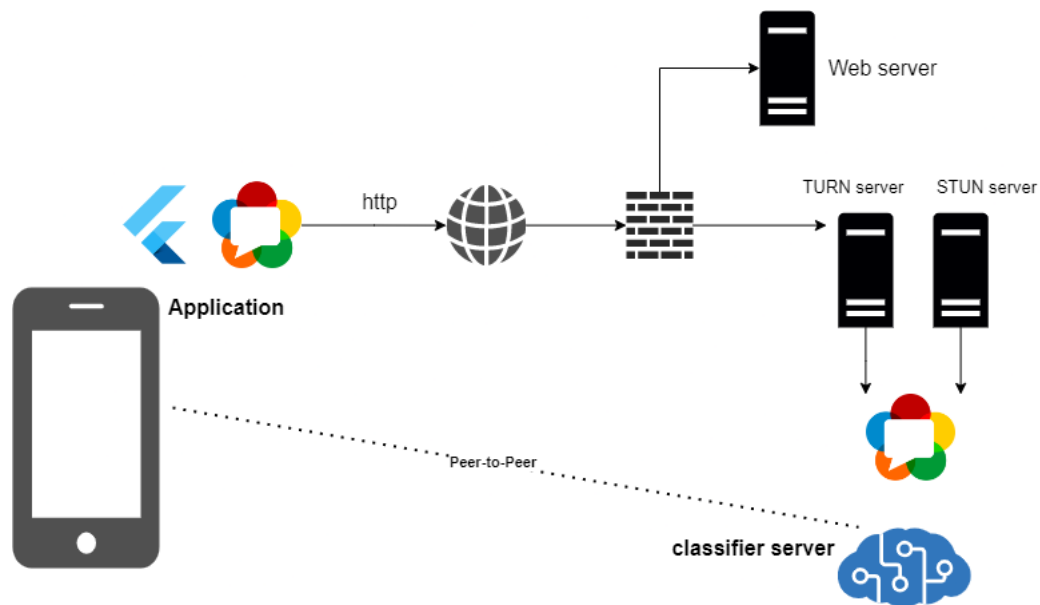 Web server
TURN server
STUN server
http
Application
Peer-to-Peer
classifier server